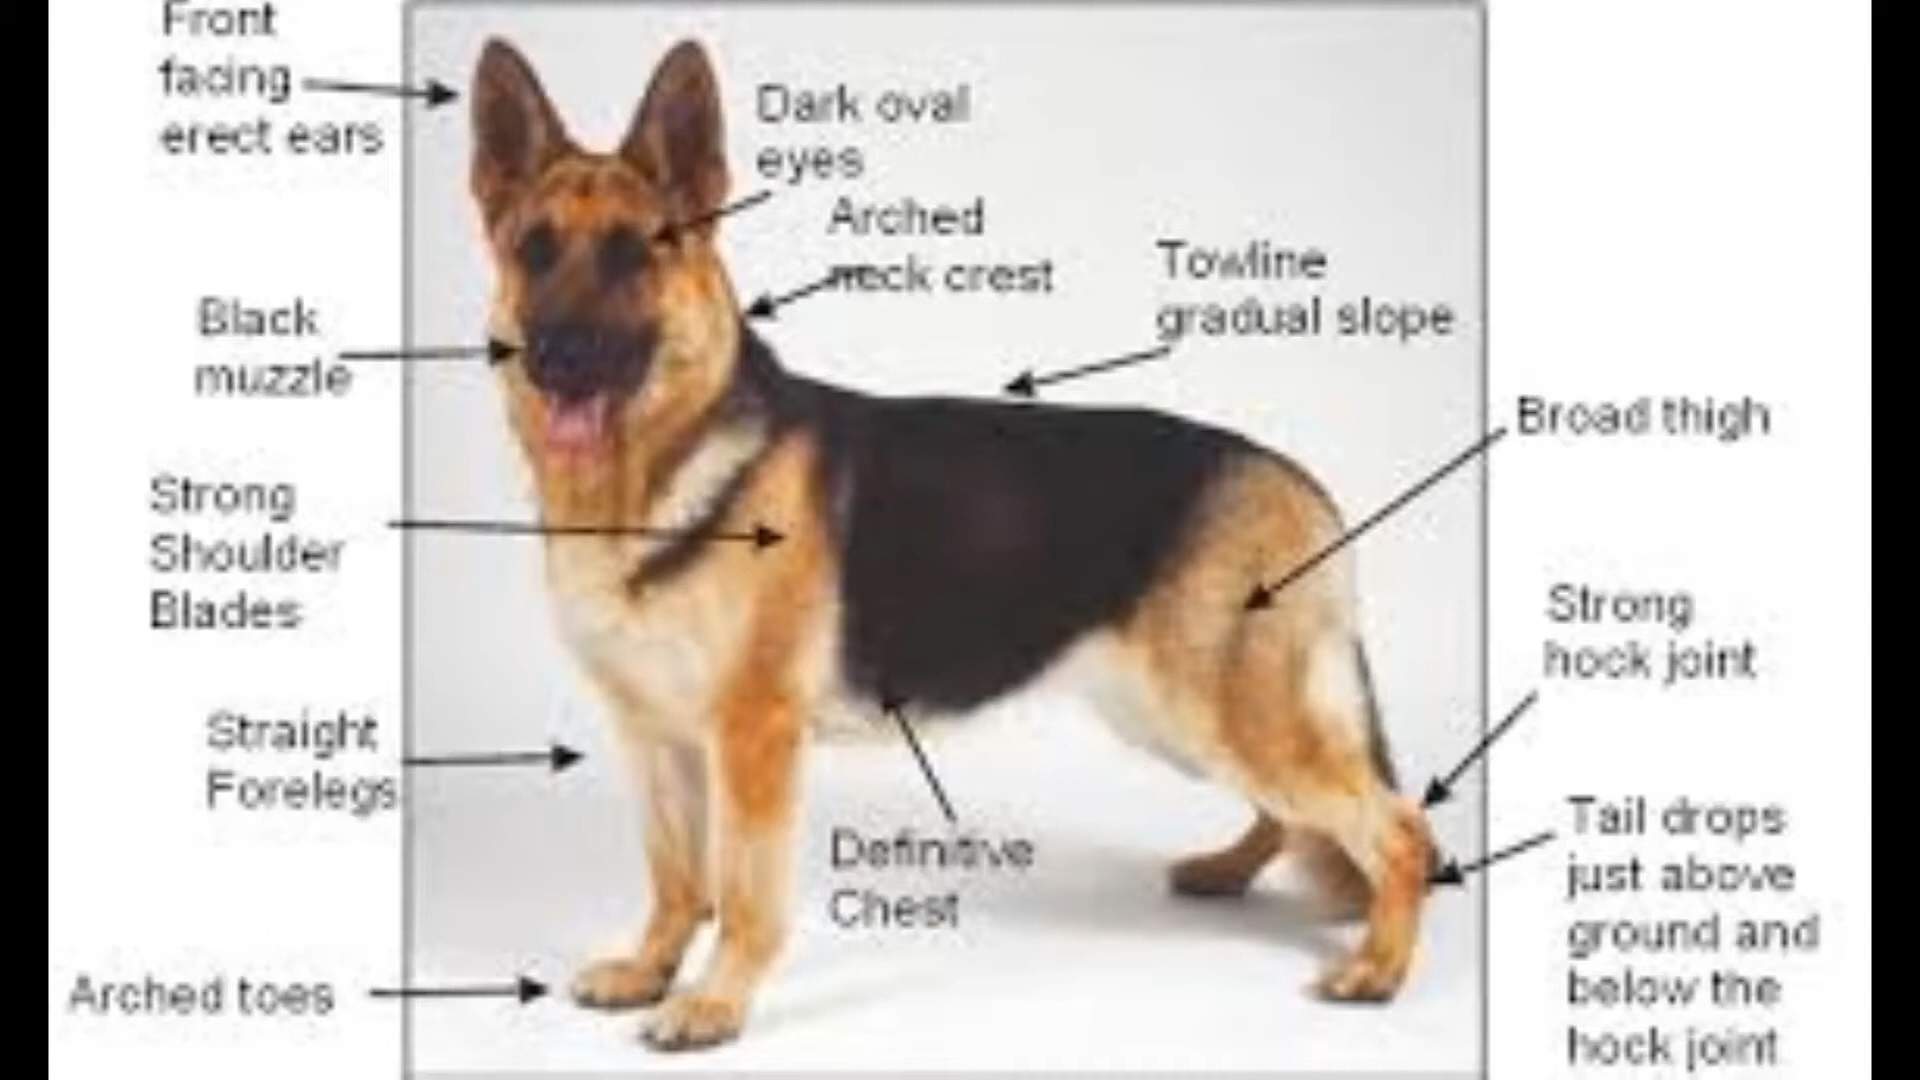 Front
facing
erect ears
Dark oval
eyes
Arched
neck crest
Towline
gradual slope
Black
muzzle
Broad thigh
Strong
Shoulder
Blades
Strong
hock joint
Straight
Forelegs
Definitive
Chest
Tail drops
just above
ground and
below the
hock joint
Arched toes